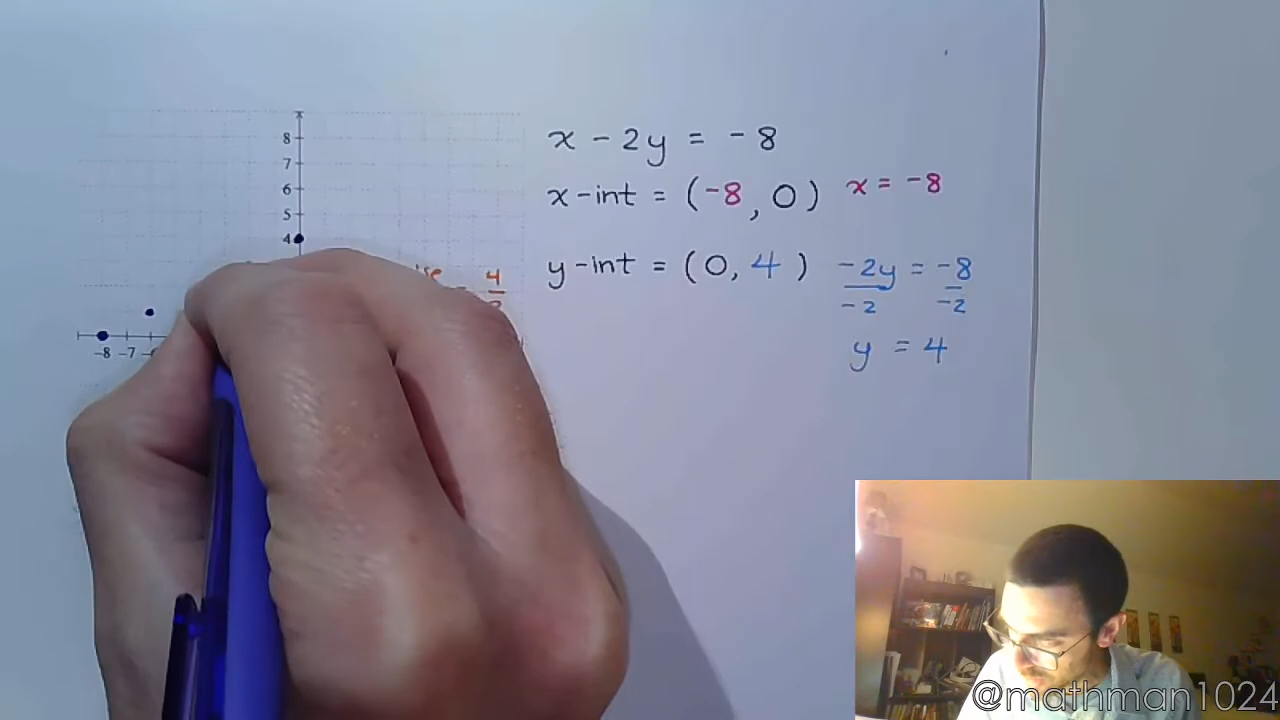 x - 2y = -8
x-int = (-8, 0) x = -8
y-int = (0, 4) -2y = -8
-2 -2
y = 4
8
7
6
5
4
4
-8 -7
@mathman1024